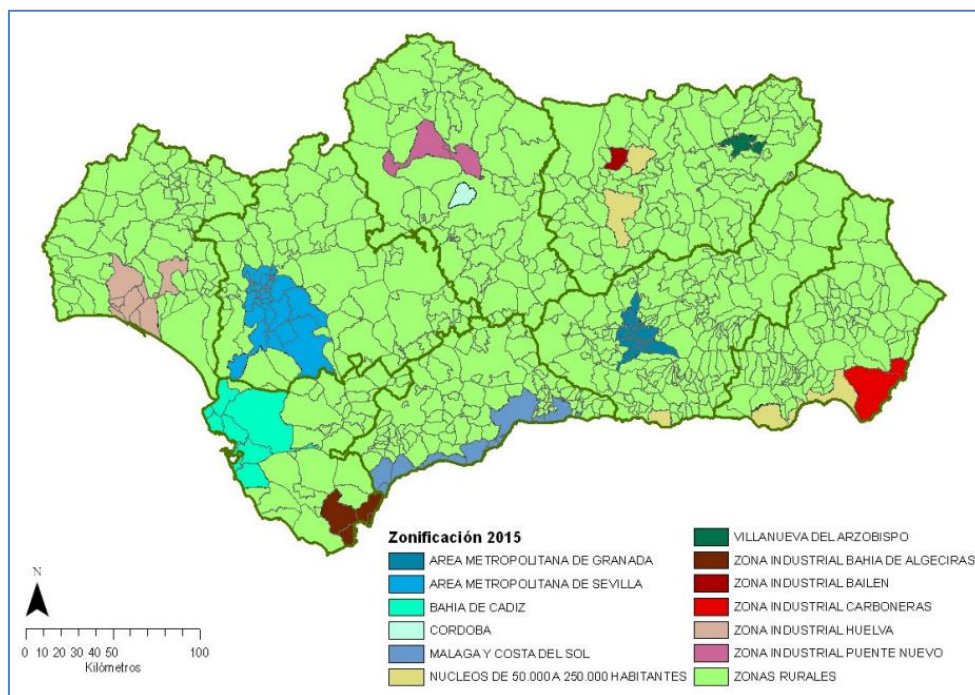 Zonificación 2015
AREA METROPOLITANA DE GRANADA
AREA METROPOLITANA DE SEVILLA
BAHIA DE CADIZ
CORDOBA
MALAGA Y COSTA DEL SOL
NUCLEOS DE 50.000 A 250.000 HABITANTES
VILLANUEVA DEL ARZOBISPO
ZONA INDUSTRIAL BAHIA DE ALGECIRAS
ZONA INDUSTRIAL BAILEN
ZONA INDUSTRIAL CARBONERAS
ZONA INDUSTRIAL HUELVA
ZONA INDUSTRIAL PUENTE NUEVO
ZONAS RURALES
N
0 10 20 30 40 50 100
Kilómetros